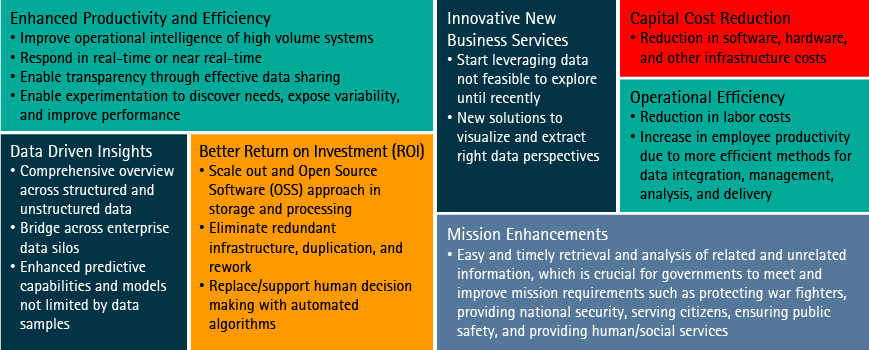 Enhanced Productivity and Efficiency
• Improve operational intelligence of high volume systems
• Respond in real-time or near real-time
• Enable transparency through effective data sharing
• Enable experimentation to discover needs, expose variability,
and improve performance
Innovative New
Business Services
• Start leveraging data
not feasible to explore
until recently
• New solutions to
visualize and extract
right data perspectives
Capital Cost Reduction
• Reduction in software, hardware,
and other infrastructure costs
Operational Efficiency
• Reduction in labor costs
• Increase in employee productivity
due to more efficient methods for
data integration, management,
analysis, and delivery
Data Driven Insights
• Comprehensive overview
across structured and
unstructured data
• Bridge across enterprise
data silos
• Enhanced predictive
capabilities and models
not limited by data
samples
Better Return on Investment (ROI)
• Scale out and Open Source
Software (OSS) approach in
storage and processing
• Eliminate redundant
infrastructure, duplication, and
rework
• Replace/support human decision
making with automated
algorithms
Mission Enhancements
• Easy and timely retrieval and analysis of related and unrelated
information, which is crucial for governments to meet and
improve mission requirements such as protecting war fighters,
providing national security, serving citizens, ensuring public
safety, and providing human/social services